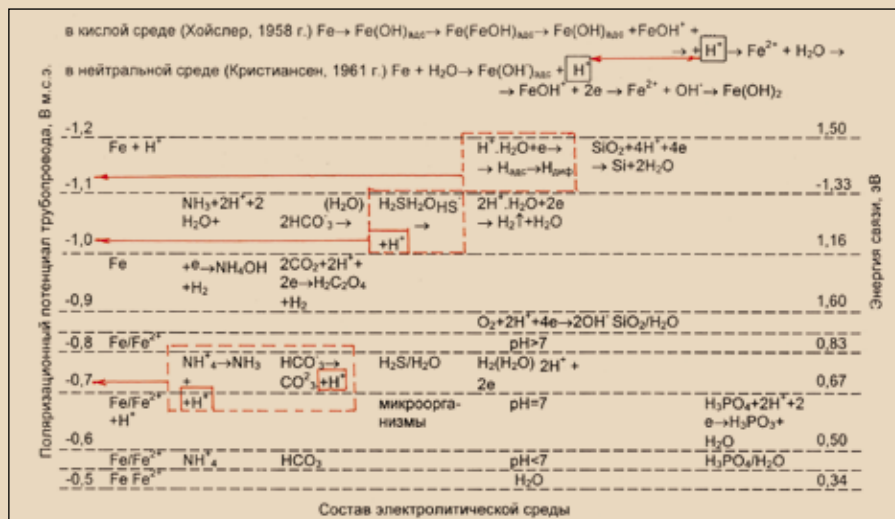 в кислой среде (Хойслер, 1958 г.) Fe→ Fe(OH)адс→ Fe(FeOH)адс→ Fe(OH)адс +FeOH⁺ +
→ + H⁺ → Fe²⁺ + H₂O →
в нейтральной среде (Кристиансен, 1961 г.) Fe + H₂O→ Fe(OH⁻)адс + H⁺
→ FeOH⁺ + 2e → Fe²⁺ + OH⁻→ Fe(OH)₂
Поляризационный потенциал трубопровода, В м.с.э.
-1,2 1,50
Fe + H⁺ H⁺.H₂O+e→ SiO₂+4H⁺+4e
→ Hадс→Hдиф → Si+2H₂O
-1,1 -1,33
NH₃+2H⁺+2 (H₂O) H₂SH₂OHS⁻ 2H⁺.H₂O+2e
H₂O+ 2HCO⁻₃→ → → H₂↑+H₂O
+H⁺
-1,0 1,16
Fe +e→NH₄OH 2CO₂+2H⁺+
+H₂ 2e→H₂C₂O₄
+H₂
-0,9 1,60
O₂+2H⁺+4e→2OH⁻ SiO₂/H₂O
-0,8 Fe/Fe²⁺ pH>7 0,83
NH⁺₄→NH₃ HCO⁻₃→ H₂S/H₂O H₂(H₂O) 2H⁺ +
+ CO²⁻₃+H⁺ 2e
-0,7 0,67
Fe/Fe²⁺ +H⁺ микроорга- pH=7 H₃PO₄+2H⁺+2
+H⁺ низмы e→H₃PO₃+
H₂O
-0,6 0,50
Fe/Fe²⁺ NH⁺₄ HCO₃ pH<7 H₃PO₄/H₂O
-0,5 Fe Fe²⁺ H₂O 0,34
Энергия связи, эВ
Состав электролитической среды